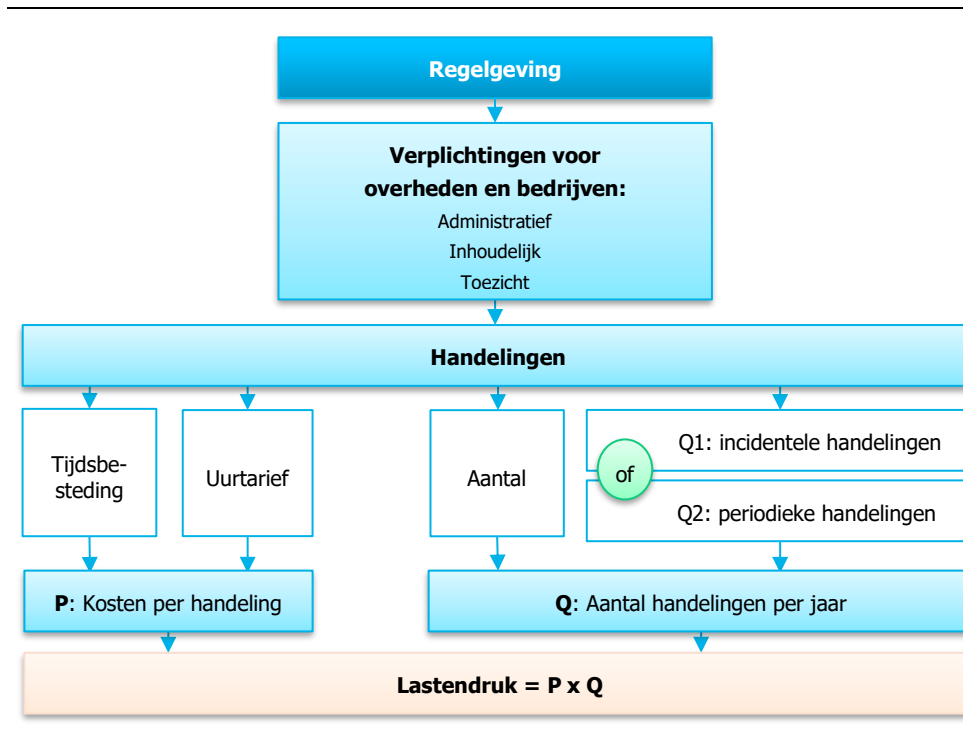 Regelgeving
Verplichtingen voor
overheden en bedrijven:
Administratief
Inhoudelijk
Toezicht
Handelingen
Tijdsbe-
steding
Uurtarief
Aantal
of
Q1: incidentele handelingen
Q2: periodieke handelingen
P: Kosten per handeling
Q: Aantal handelingen per jaar
Lastendruk = P x Q